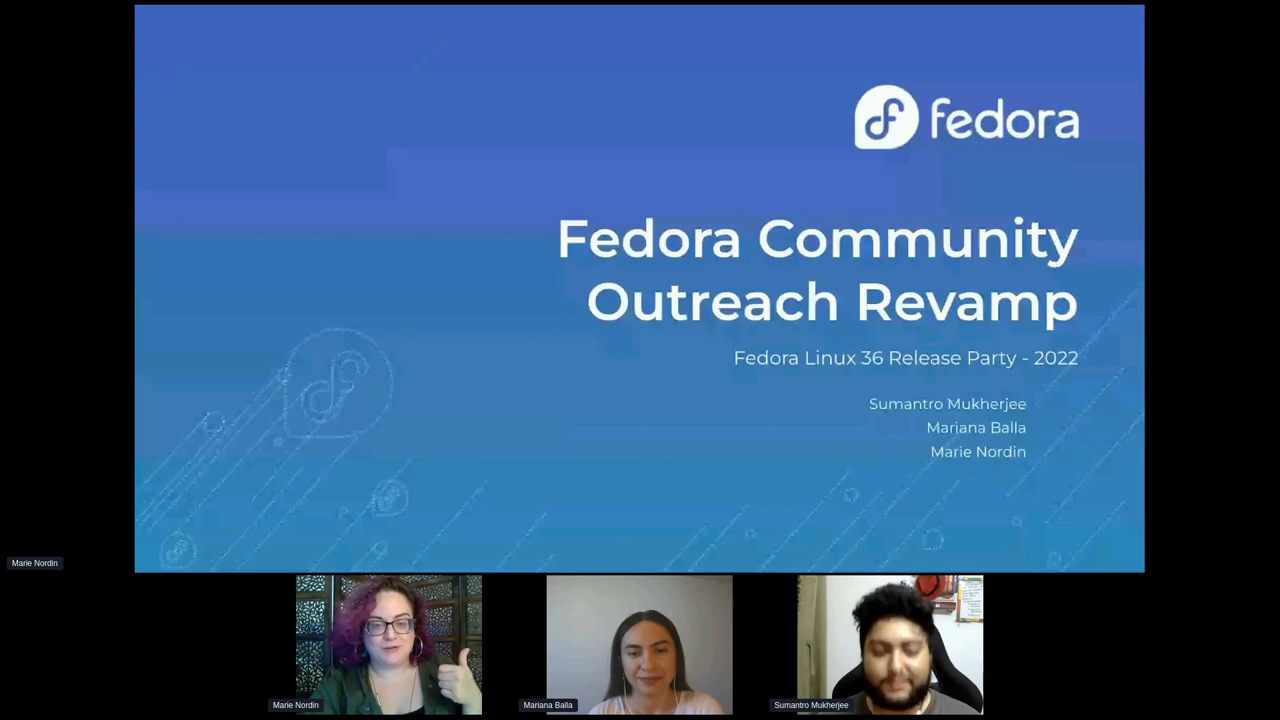 fedora
Fedora Community
Outreach Revamp
Fedora Linux 36 Release Party - 2022
Sumantro Mukherjee
Mariana Balla
Marie Nordin
Marie Nordin
Marie Nordin
Mariana Balla
Sumantro Mukherjee